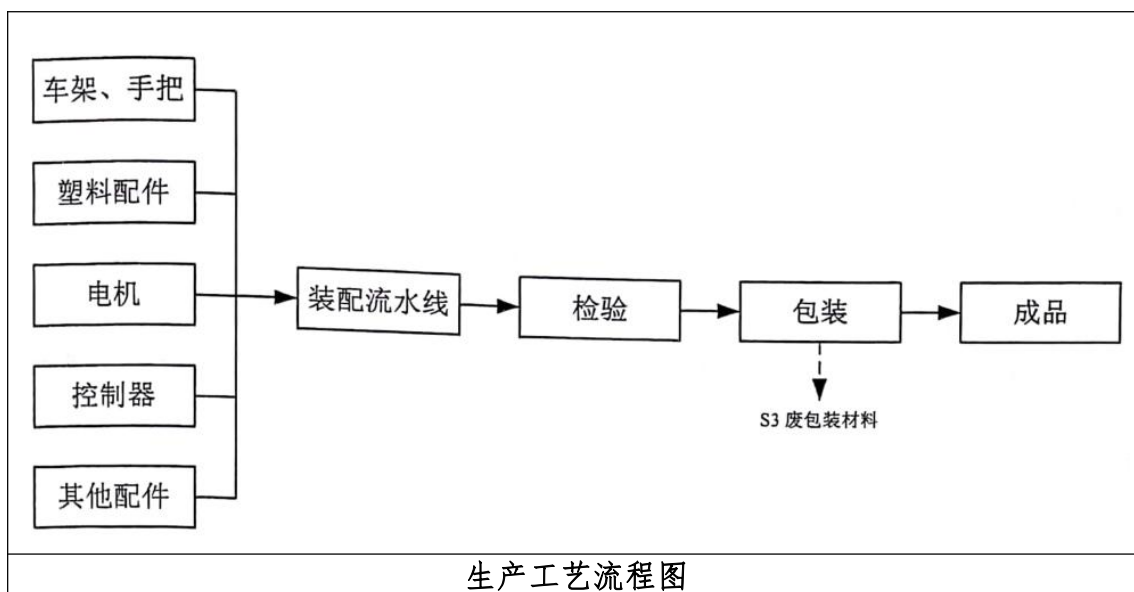 车架、手把
塑料配件
电机
控制器
其他配件
装配流水线
检验
包装
成品
S3 废包装材料
生产工艺流程图